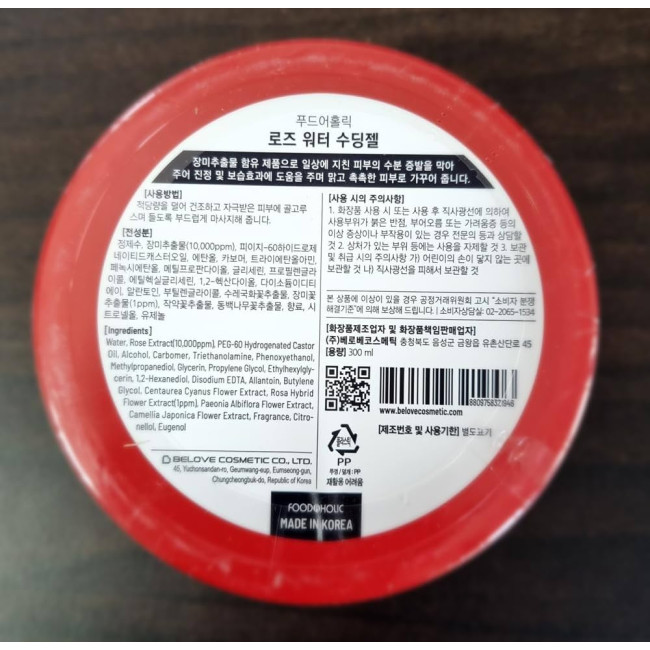 푸드어홀릭
로즈 워터 수딩젤
장미추출물 함유 제품으로 일상에 지친 피부의 수분 증발을 막아
주어 진정 및 보습효과에 도움을 주며 맑고 촉촉한 피부로 가꾸어 줍니다.
[사용방법]
적당량을 덜어 건조하고 자극받은 피부에 골고루
스며 들도록 부드럽게 마사지해 줍니다.
[전성분]
정제수, 장미추출물(10,000ppm), 피이지-60하이드로제
네이티드캐스터오일, 에탄올, 카보머, 트라이에탄올아민,
페녹시에탄올, 메틸프로판다이올, 글리세린, 프로필렌글라
이콜, 에틸헥실글리세린, 1,2-헥산다이올, 다이소듐이디티
에이, 알란토인, 부틸렌글라이콜, 수레국화꽃추출물, 장미꽃
추출물(1ppm), 작약꽃추출물, 동백나무꽃추출물, 향료, 시
트로넬올, 유제놀
[Ingredients]
Water, Rose Extract(10,000ppm), PEG-60 Hydrogenated Castor
Oil, Alcohol, Carbomer, Triethanolamine, Phenoxyethanol,
Methylpropanediol, Glycerin, Propylene Glycol, Ethylhexylgly-
cerin, 1,2-Hexanediol, Disodium EDTA, Allantoin, Butylene
Glycol, Centaurea Cyanus Flower Extract, Rosa Hybrid
Flower Extract(1ppm), Paeonia Albiflora Flower Extract,
Camellia Japonica Flower Extract, Fragrance, Citro-
nellol, Eugenol
BELOVE COSMETIC CO., LTD.
45, Yuchonsandan-ro, Geumwang-eup, Eumseong-gun,
Chungcheongbuk-do, Republic of Korea
[사용 시의 주의사항]
1. 화장품 사용 시 또는 사용 후 직사광선에 의하여
사용부위가 붉은 반점, 부어오름 또는 가려움증 등의
이상 증상이나 부작용이 있는 경우 전문의 등과 상담할
것 2. 상처가 있는 부위 등에는 사용을 자제할 것 3. 보관
및 취급 시의 주의사항 가) 어린이의 손이 닿지 않는 곳에
보관할 것 나) 직사광선을 피해서 보관할 것
본 상품에 이상이 있을 경우 공정거래위원회 고시 “소비자 분쟁
해결기준”에 의해 보상해 드립니다. | 소비자상담실: 02-2065-1534
[화장품제조업자 및 화장품책임판매업자]
(주)베로베코스메틱 충청북도 음성군 금왕읍 유촌산단로 45
[용량] 300 ml
www.belovecosmetic.com
[제조번호 및 사용기한] 별도표기
플라스틱
PP
뚜껑 / 덮개 : PP
재활용 어려움
FOODAHOLIC
MADE IN KOREA